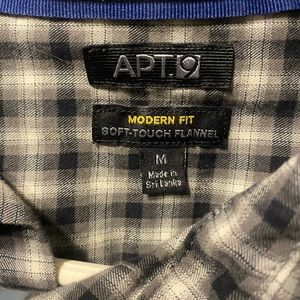 APT.9
MODERN FIT
SOFT-TOUCH FLANNEL
M
Made in
Sri Lanka